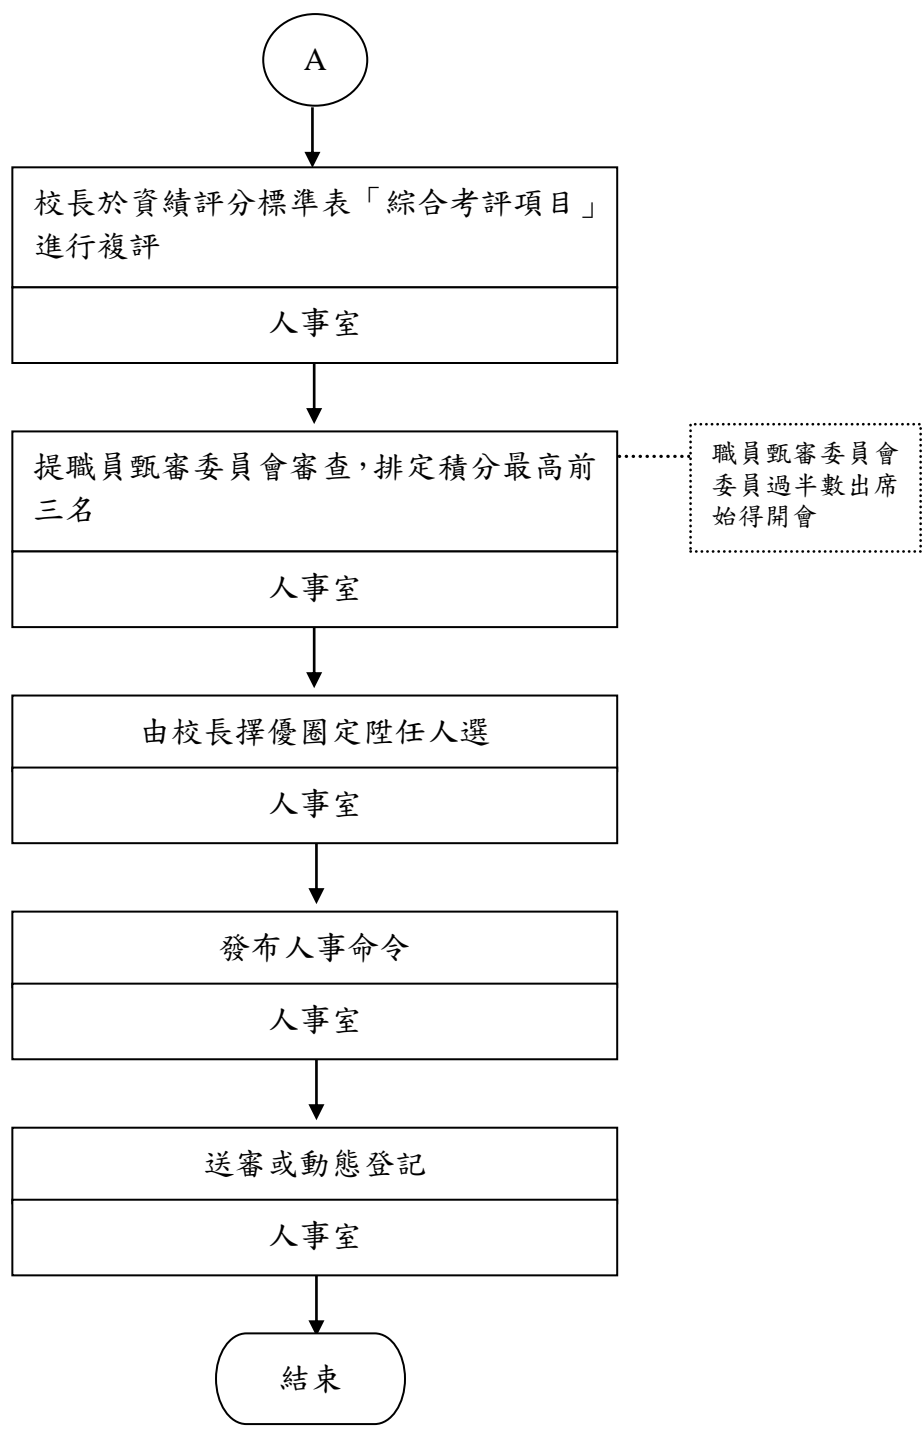 A
校長於資績評分標準表「綜合考評項目」
進行複評
人事室
提職員甄審委員會審查，排定積分最高前
三名
職員甄審委員會
委員過半數出席
始得開會
人事室
由校長擇優圈定陞任人選
人事室
發布人事命令
人事室
送審或動態登記
人事室
結束